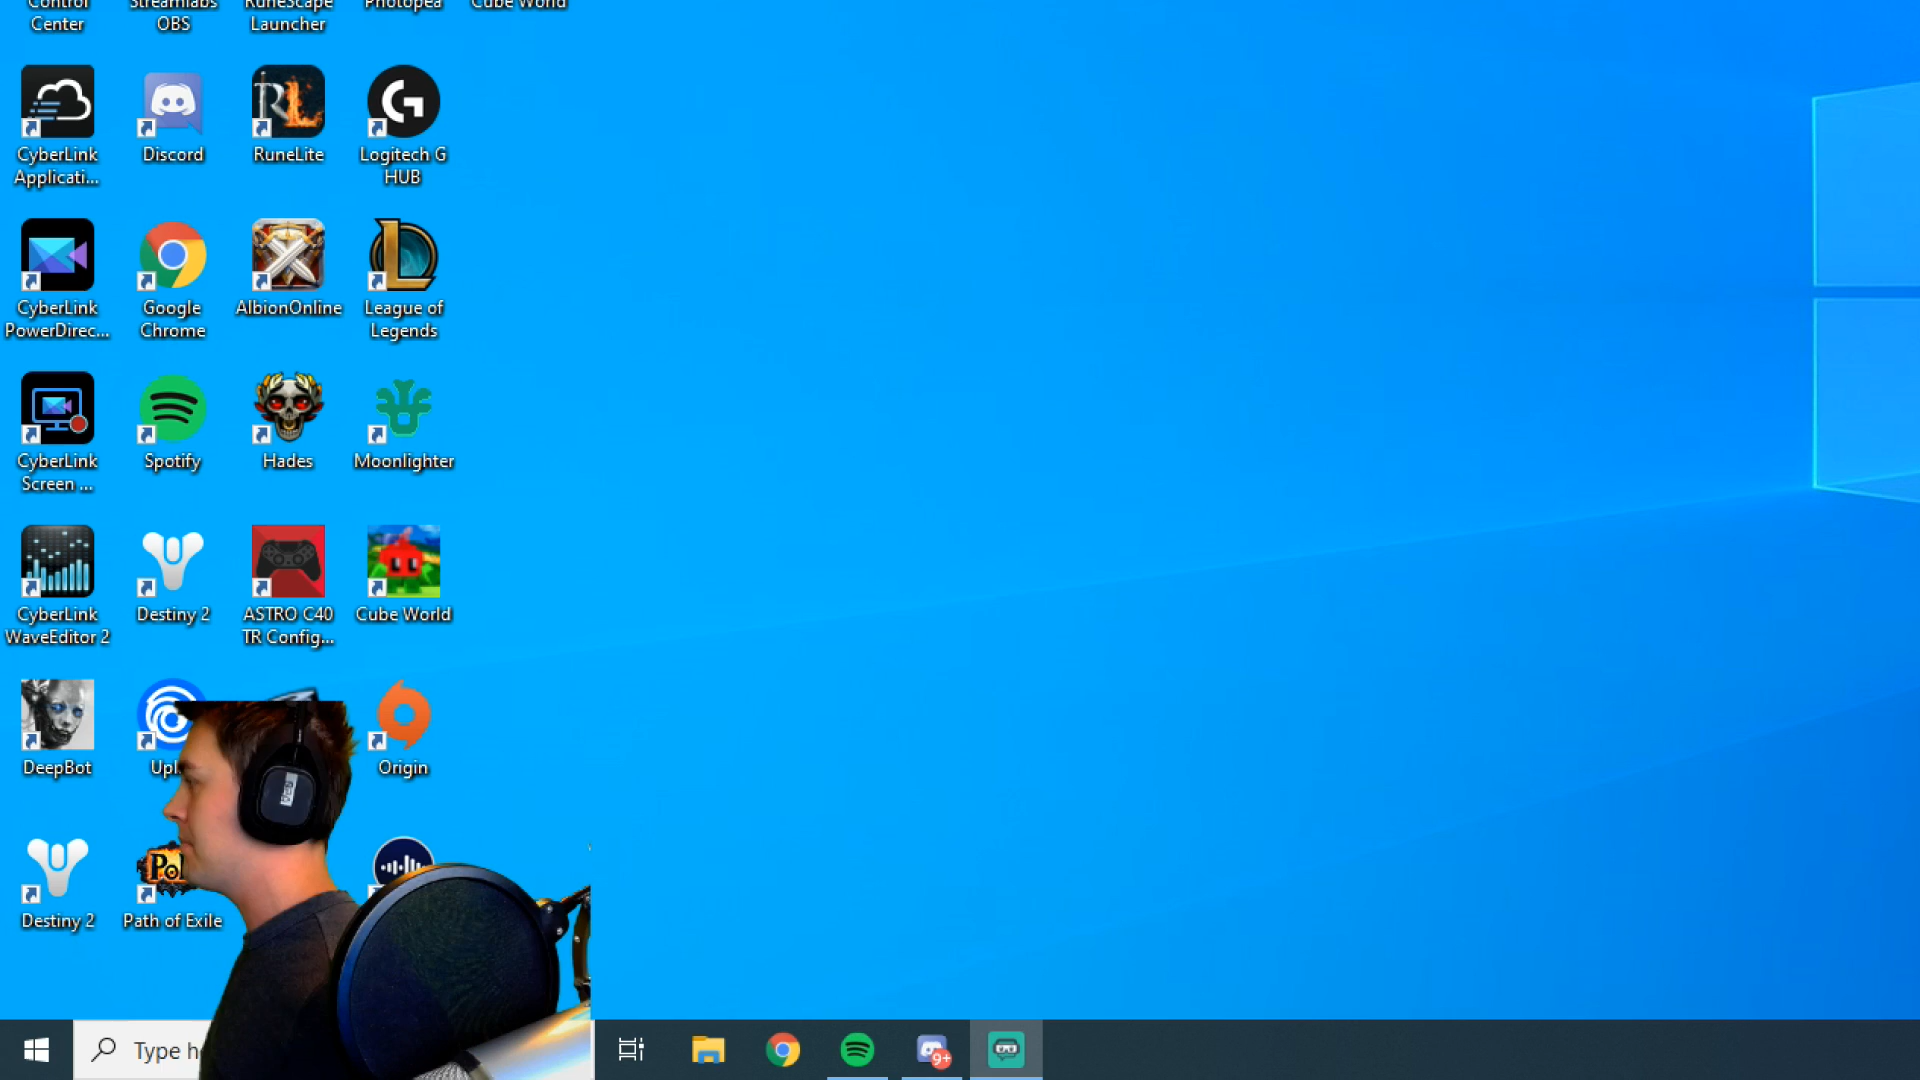 Control
Center
Streamlabs
OBS
RuneScape
Launcher
Photopea
Cube World
CyberLink
Applicati...
Discord
RuneLite
Logitech G
HUB
CyberLink
PowerDirec...
Google
Chrome
AlbionOnline
League of
Legends
CyberLink
Screen ...
Spotify
Hades
Moonlighter
CyberLink
WaveEditor 2
Destiny 2
ASTRO C40
TR Config...
Cube World
DeepBot
Upl
Origin
Destiny 2
Path of Exile
Type h
9+